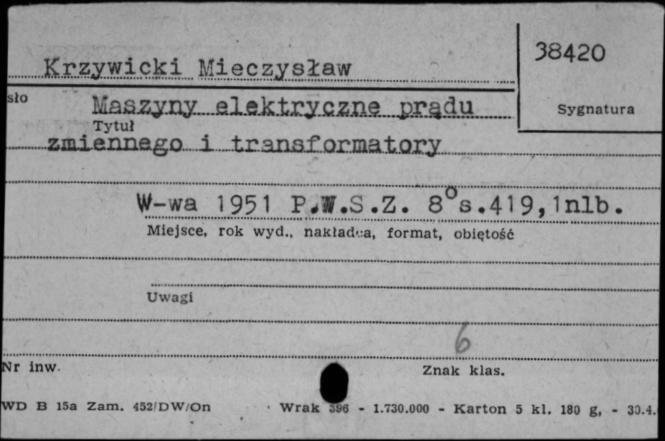 Krzywicki Mieczysław
38420
sło
Maszyny elektryczne prądu
Sygnatura
Tytuł
zmiennego i transformatory
W-wa 1951 P.W.S.Z. 8° s.419,1nlb.
Miejsce, rok wyd., nakładca, format, obiętość
Uwagi
6
Nr inw.
Znak klas.
WD B 15a Zam. 452/DW/On Wrak 396 - 1.730.000 - Karton 5 kl. 180 g, - 30.4.